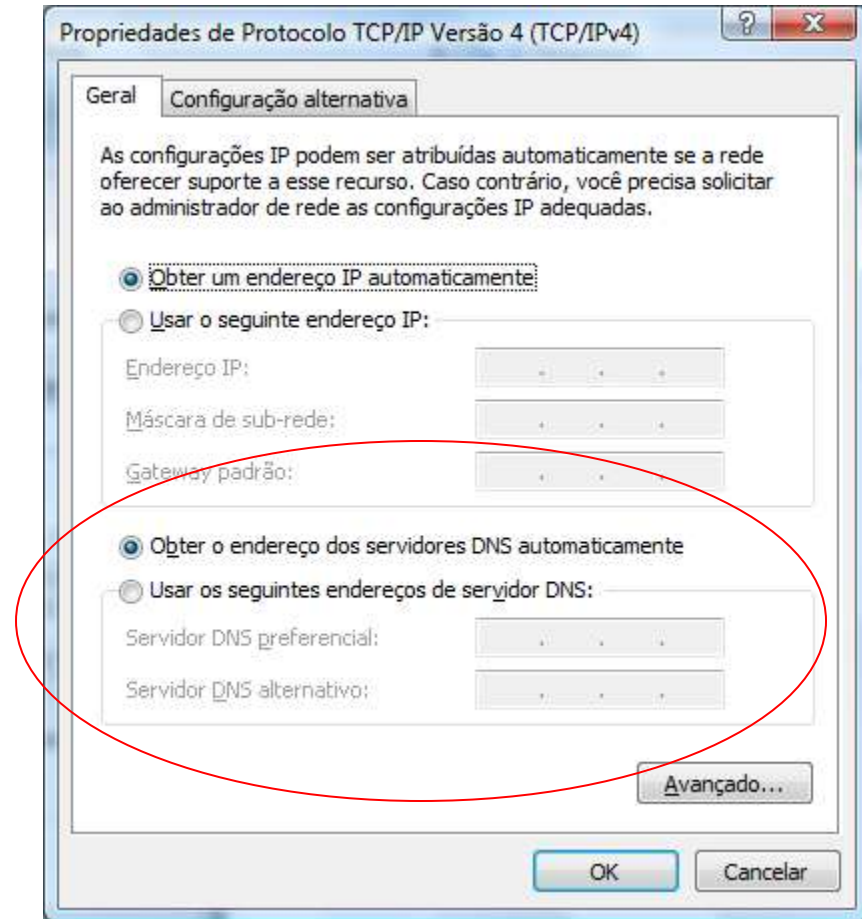 Propriedades de Protocolo TCP/IP Versão 4 (TCP/IPv4)
Geral
Configuração alternativa
As configurações IP podem ser atribuídas automaticamente se a rede
oferecer suporte a esse recurso. Caso contrário, você precisa solicitar
ao administrador de rede as configurações IP adequadas.
Obter um endereço IP automaticamente
Usar o seguinte endereço IP:
Endereço IP:
Máscara de sub-rede:
Gateway padrão:
Obter o endereço dos servidores DNS automaticamente
Usar os seguintes endereços de servidor DNS:
Servidor DNS preferencial:
Servidor DNS alternativo:
Avançado...
OK
Cancelar